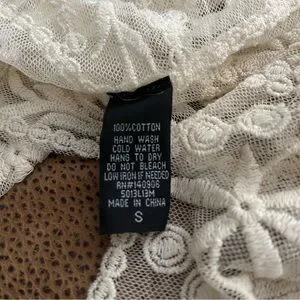 100%COTTON
HAND WASH
COLD WATER
HANG TO DRY
DO NOT BLEACH
LOW IRON IF NEEDED
RN#140906
5013L13M
MADE IN CHINA
S